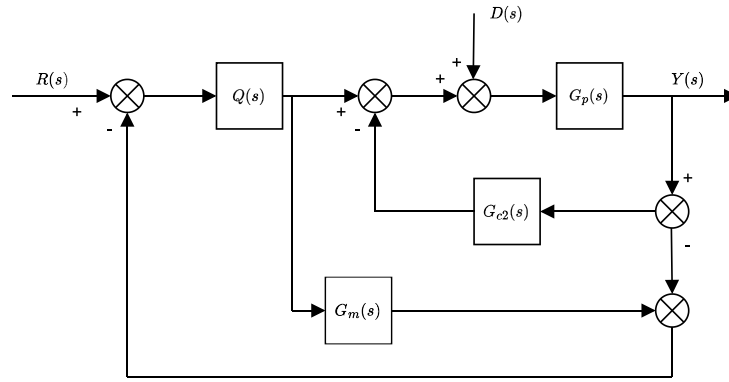 D(s)
R(s)
+
-
Q(s)
+
-
+
+
G_p(s)
Y(s)
+
G_{c2}(s)
-
G_m(s)